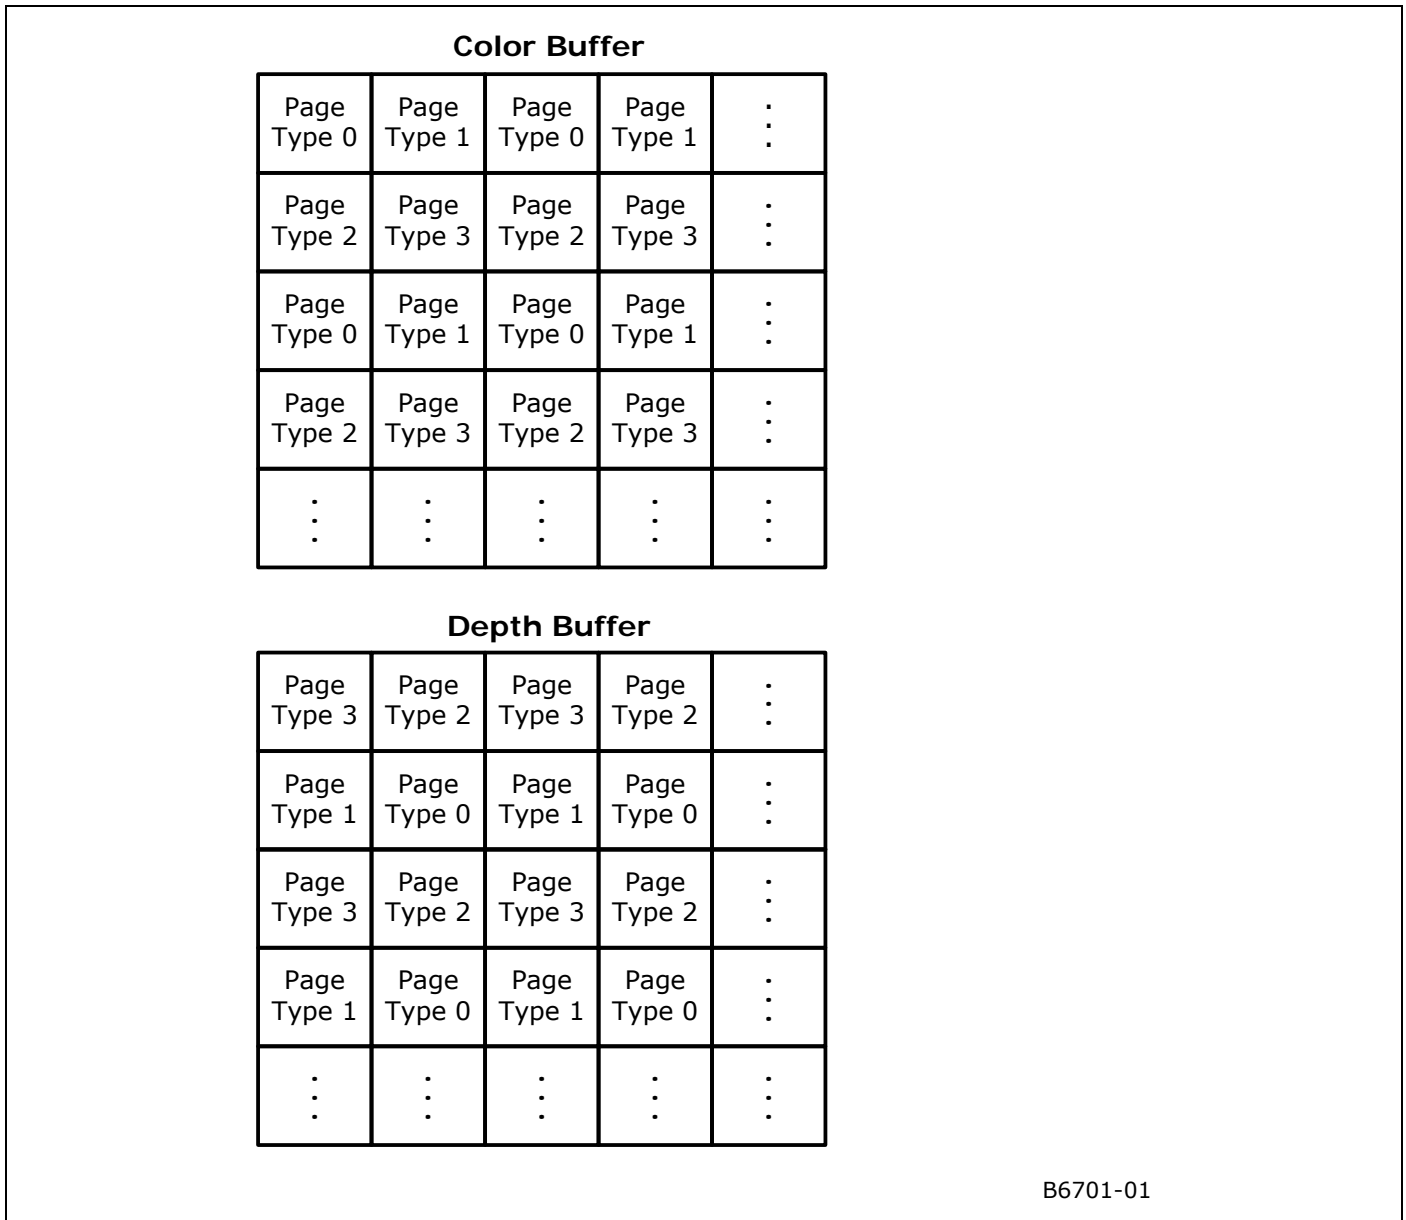 Color Buffer
Page Page Page Page :
Type 0 Type 1 Type 0 Type 1 .
Page Page Page Page :
Type 2 Type 3 Type 2 Type 3 .
Page Page Page Page :
Type 0 Type 1 Type 0 Type 1 .
Page Page Page Page :
Type 2 Type 3 Type 2 Type 3 .
⋮ ⋮ ⋮ ⋮ ⋮
Depth Buffer
Page Page Page Page :
Type 3 Type 2 Type 3 Type 2 .
Page Page Page Page :
Type 1 Type 0 Type 1 Type 0 .
Page Page Page Page :
Type 3 Type 2 Type 3 Type 2 .
Page Page Page Page :
Type 1 Type 0 Type 1 Type 0 .
⋮ ⋮ ⋮ ⋮ ⋮
B6701-01